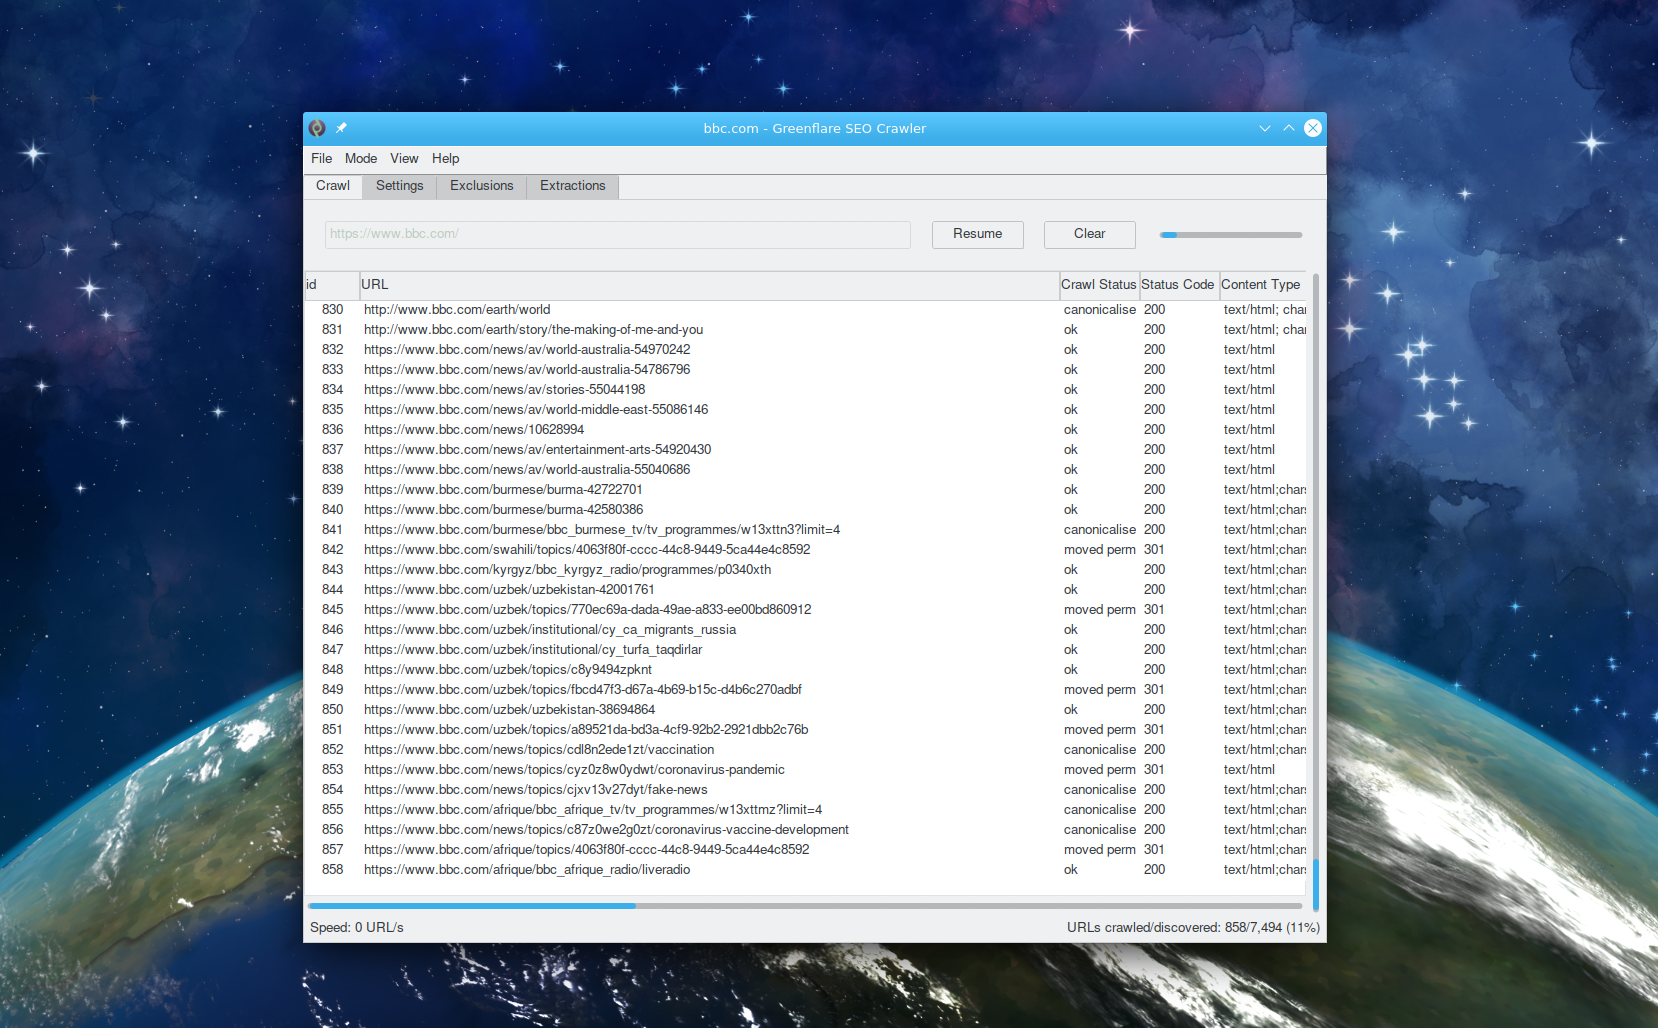 bbc.com - Greenflare SEO Crawler
File Mode View Help
Crawl Settings Exclusions Extractions
https://www.bbc.com/ Resume Clear
id URL Crawl Status Status Code Content Type
830 http://www.bbc.com/earth/world canonicalise 200 text/html; char
831 http://www.bbc.com/earth/story/the-making-of-me-and-you ok 200 text/html; char
832 https://www.bbc.com/news/av/world-australia-54970242 ok 200 text/html
833 https://www.bbc.com/news/av/world-australia-54786796 ok 200 text/html
834 https://www.bbc.com/news/av/stories-55044198 ok 200 text/html
835 https://www.bbc.com/news/av/world-middle-east-55086146 ok 200 text/html
836 https://www.bbc.com/news/10628994 ok 200 text/html
837 https://www.bbc.com/news/av/entertainment-arts-54920430 ok 200 text/html
838 https://www.bbc.com/news/av/world-australia-55040686 ok 200 text/html
839 https://www.bbc.com/burmese/burma-42722701 ok 200 text/html;chars
840 https://www.bbc.com/burmese/burma-42580386 ok 200 text/html;chars
841 https://www.bbc.com/burmese/bbc_burmese_tv/tv_programmes/w13xttn3?limit=4 canonicalise 200 text/html;chars
842 https://www.bbc.com/swahili/topics/4063f80f-cccc-44c8-9449-5ca44e4c8592 moved perm 301 text/html;chars
843 https://www.bbc.com/kyrgyz/bbc_kyrgyz_radio/programmes/p0340xth ok 200 text/html;chars
844 https://www.bbc.com/uzbek/uzbekistan-42001761 ok 200 text/html;chars
845 https://www.bbc.com/uzbek/topics/770ec69a-dada-49ae-a833-ee00bd860912 moved perm 301 text/html;chars
846 https://www.bbc.com/uzbek/institutional/cy_ca_migrants_russia ok 200 text/html;chars
847 https://www.bbc.com/uzbek/institutional/cy_turfa_taqdirlar ok 200 text/html;chars
848 https://www.bbc.com/uzbek/topics/c8y9494zpknt ok 200 text/html;chars
849 https://www.bbc.com/uzbek/topics/fbcd47f3-d67a-4b69-b15c-d4b6c270adbf moved perm 301 text/html;chars
850 https://www.bbc.com/uzbek/uzbekistan-38694864 ok 200 text/html;chars
851 https://www.bbc.com/uzbek/topics/a89521da-bd3a-4cf9-92b2-2921dbb2c76b moved perm 301 text/html;chars
852 https://www.bbc.com/news/topics/cdl8n2ede1zt/vaccination canonicalise 200 text/html;chars
853 https://www.bbc.com/news/topics/cyz0z8w0ydwt/coronavirus-pandemic moved perm 301 text/html
854 https://www.bbc.com/news/topics/cjxv13v27dyt/fake-news canonicalise 200 text/html;chars
855 https://www.bbc.com/afrique/bbc_afrique_tv/tv_programmes/w13xttmz?limit=4 canonicalise 200 text/html;chars
856 https://www.bbc.com/news/topics/c87z0we2g0zt/coronavirus-vaccine-development canonicalise 200 text/html;chars
857 https://www.bbc.com/afrique/topics/4063f80f-cccc-44c8-9449-5ca44e4c8592 moved perm 301 text/html;chars
858 https://www.bbc.com/afrique/bbc_afrique_radio/liveradio ok 200 text/html;chars
Speed: 0 URL/s URLs crawled/discovered: 858/7,494 (11%)